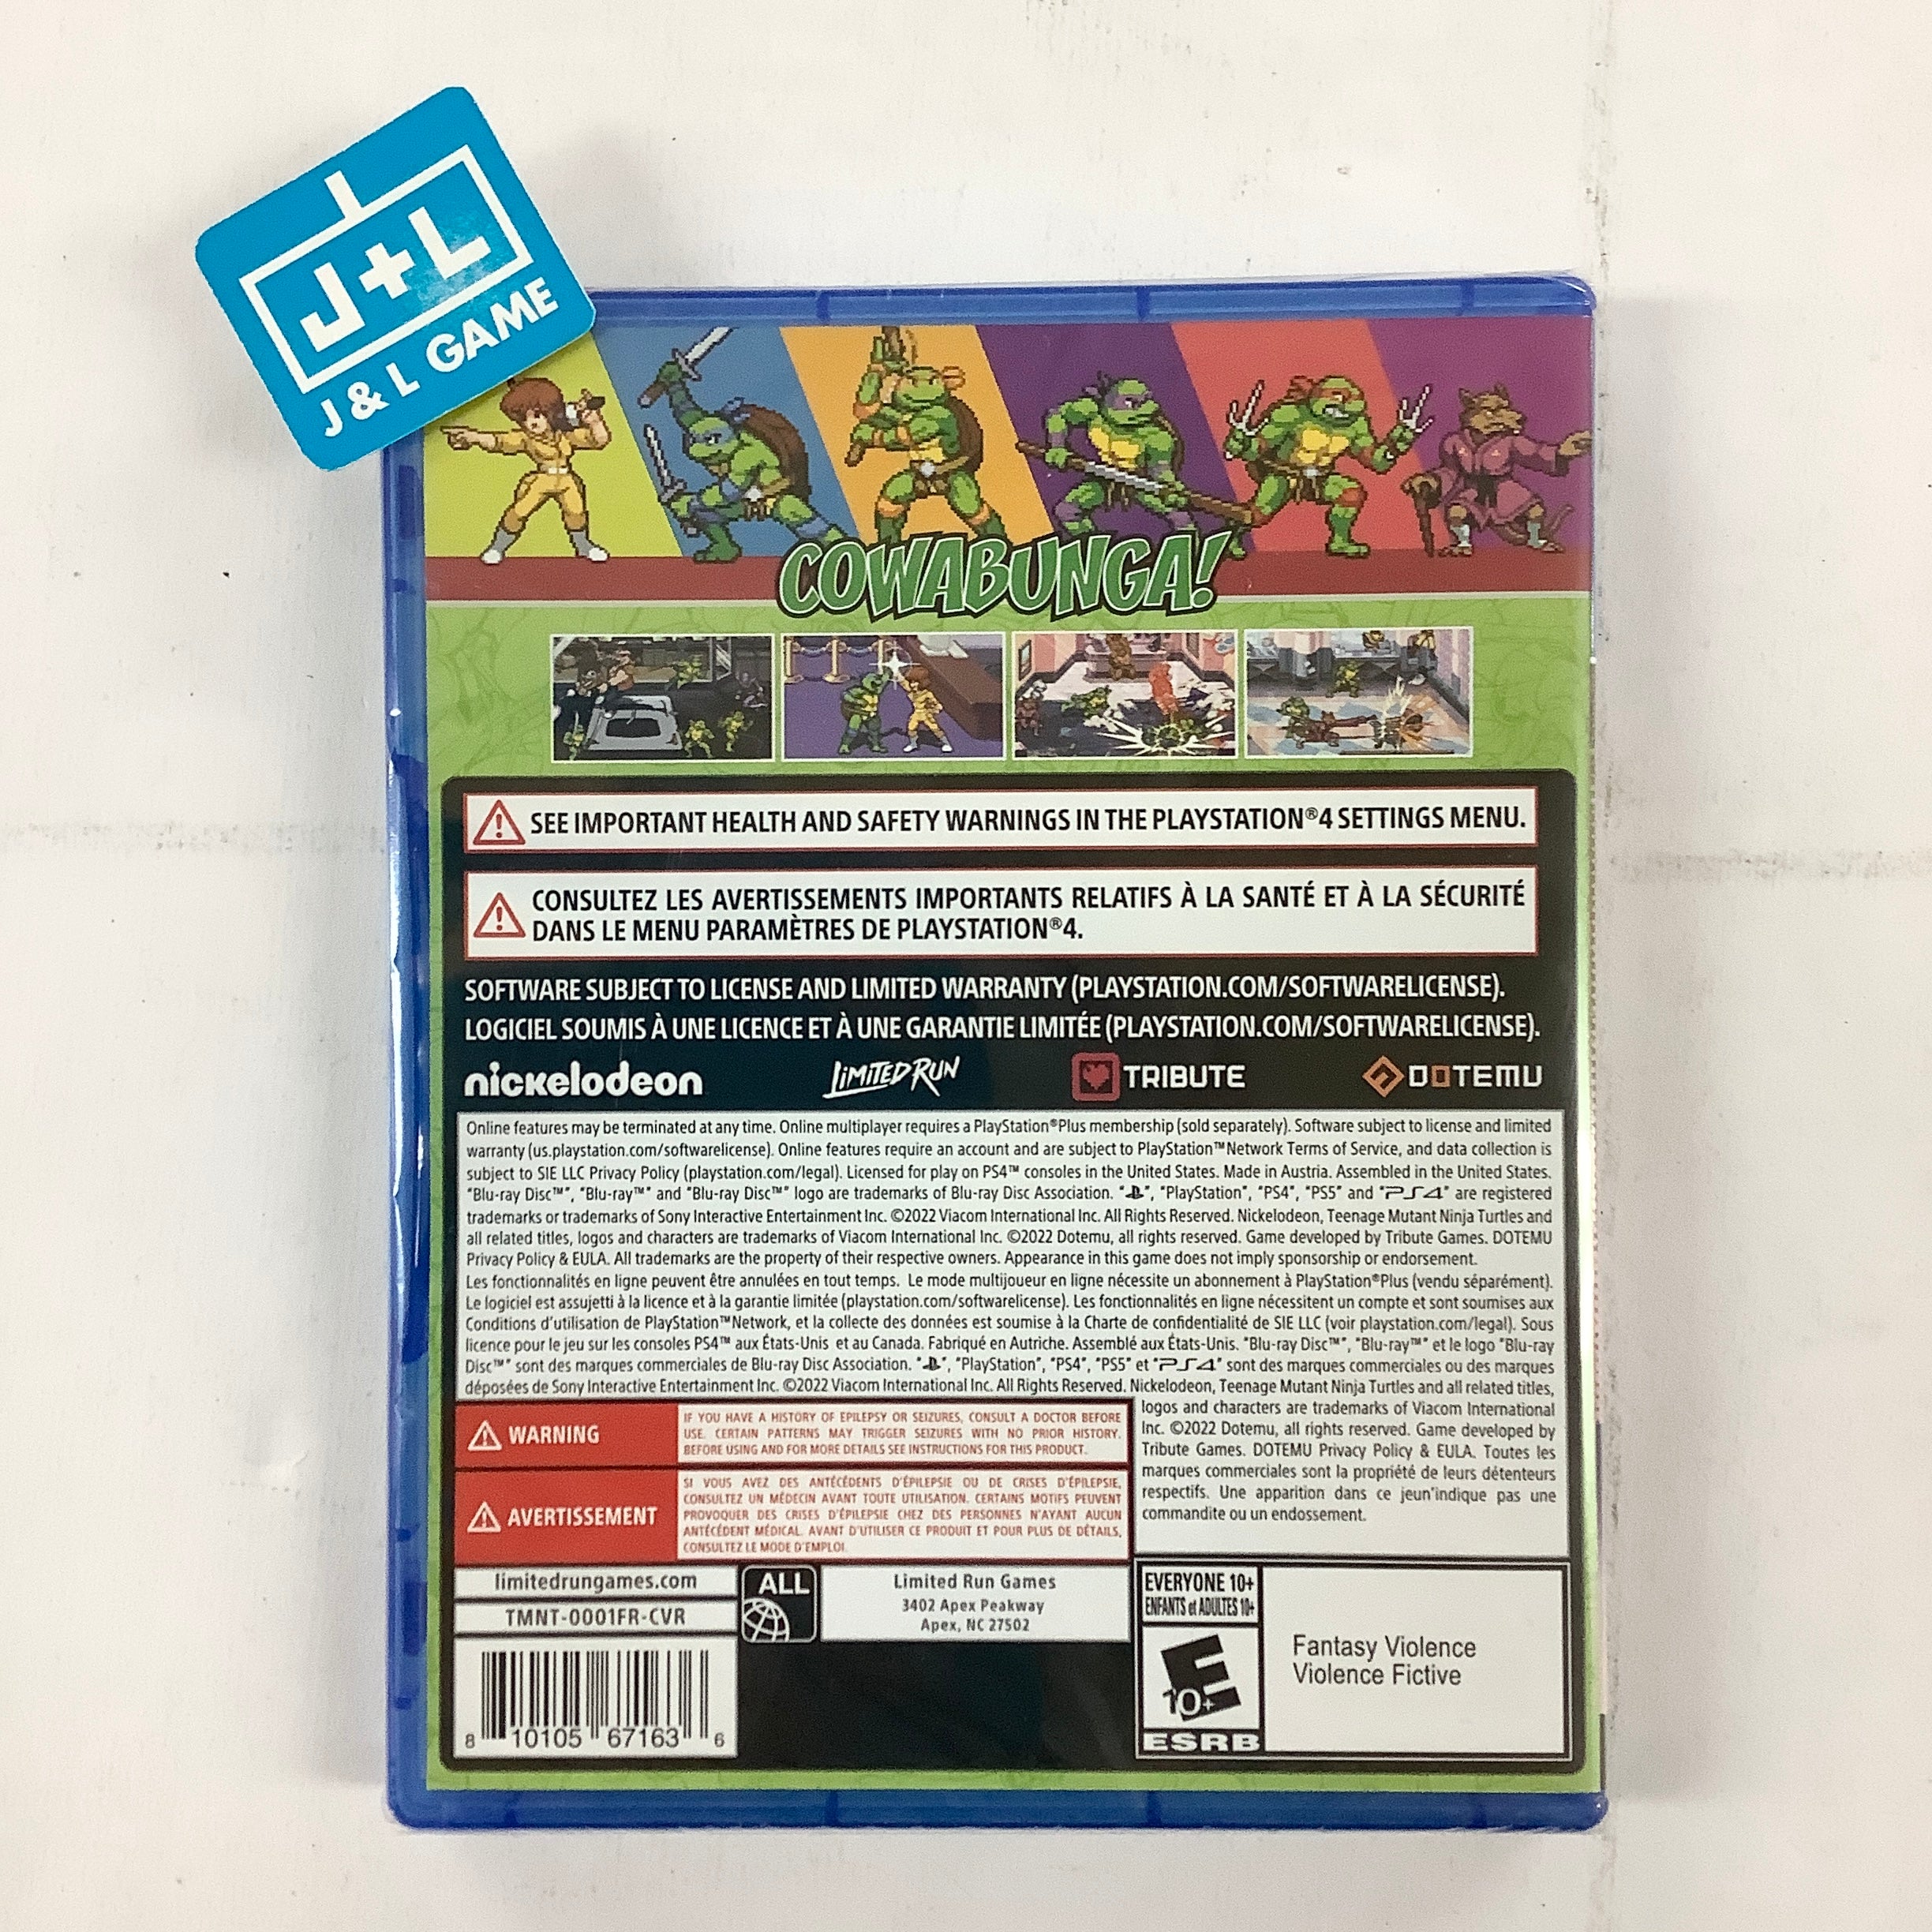 J+L
J & L GAME
COWABUNGA!
SEE IMPORTANT HEALTH AND SAFETY WARNINGS IN THE PLAYSTATION®4 SETTINGS MENU.
CONSULTEZ LES AVERTISSEMENTS IMPORTANTS RELATIFS À LA SANTÉ ET À LA SÉCURITÉ
DANS LE MENU PARAMÈTRES DE PLAYSTATION®4.
SOFTWARE SUBJECT TO LICENSE AND LIMITED WARRANTY (PLAYSTATION.COM/SOFTWARELICENSE).
LOGICIEL SOUMIS À UNE LICENCE ET À UNE GARANTIE LIMITÉE (PLAYSTATION.COM/SOFTWARELICENSE).
nickelodeon LIMITED RUN TRIBUTE DOTEMU
Online features may be terminated at any time. Online multiplayer requires a PlayStation®Plus membership (sold separately). Software subject to license and limited
warranty (us.playstation.com/softwarelicense). Online features require an account and are subject to PlayStation™Network Terms of Service, and data collection is
subject to SIE LLC Privacy Policy (playstation.com/legal). Licensed for play on PS4™ consoles in the United States. Made in Austria. Assembled in the United States.
"Blu-ray Disc™", "Blu-ray™" and "Blu-ray Disc™" logo are trademarks of Blu-ray Disc Association. "PS", "PlayStation", "PS4", "PS5" and "PS4" are registered
trademarks or trademarks of Sony Interactive Entertainment Inc. ©2022 Viacom International Inc. All Rights Reserved. Nickelodeon, Teenage Mutant Ninja Turtles and
all related titles, logos and characters are trademarks of Viacom International Inc. ©2022 Dotemu, all rights reserved. Game developed by Tribute Games. DOTEMU
Privacy Policy & EULA. All trademarks are the property of their respective owners. Appearance in this game does not imply sponsorship or endorsement.
Les fonctionnalités en ligne peuvent être annulées en tout temps. Le mode multijoueur en ligne nécessite un abonnement à PlayStation®Plus (vendu séparément).
Le logiciel est assujetti à la licence et à la garantie limitée (playstation.com/softwarelicense). Les fonctionnalités en ligne nécessitent un compte et sont soumises aux
Conditions d'utilisation de PlayStation™Network, et la collecte des données est soumise à la Charte de confidentialité de SIE LLC (voir playstation.com/legal). Sous
licence pour le jeu sur les consoles PS4™ aux États-Unis et au Canada. Fabriqué en Autriche. Assemblé aux États-Unis. "Blu-ray Disc™", "Blu-ray™" et le logo "Blu-ray
Disc™" sont des marques commerciales de Blu-ray Disc Association. "PS", "PlayStation", "PS4", "PS5" et "PS4" sont des marques commerciales ou des marques
déposées de Sony Interactive Entertainment Inc. ©2022 Viacom International Inc. All Rights Reserved. Nickelodeon, Teenage Mutant Ninja Turtles and all related titles,
logos and characters are trademarks of Viacom International
Inc. ©2022 Dotemu, all rights reserved. Game developed by
Tribute Games. DOTEMU Privacy Policy & EULA. Toutes les
marques commerciales sont la propriété de leurs détenteurs
respectifs. Une apparition dans ce jeun'indique pas une
commandite ou un endossement.
WARNING
IF YOU HAVE A HISTORY OF EPILEPSY OR SEIZURES, CONSULT A DOCTOR BEFORE
USE. CERTAIN PATTERNS MAY TRIGGER SEIZURES WITH NO PRIOR HISTORY.
BEFORE USING AND FOR MORE DETAILS SEE INSTRUCTIONS FOR THIS PRODUCT.
AVERTISSEMENT
SI VOUS AVEZ DES ANTÉCÉDENTS D'ÉPILEPSIE OU DE CRISES D'ÉPILEPSIE,
CONSULTEZ UN MÉDECIN AVANT TOUTE UTILISATION. CERTAINS MOTIFS PEUVENT
PROVOQUER DES CRISES D'ÉPILEPSIE CHEZ DES PERSONNES N'AYANT AUCUN
ANTÉCÉDENT MÉDICAL. AVANT D'UTILISER CE PRODUIT ET POUR PLUS DE DÉTAILS,
CONSULTEZ LE MODE D'EMPLOI.
limitedrungames.com
TMNT-0001FR-CVR
ALL
Limited Run Games
3402 Apex Peakway
Apex, NC 27502
8 10105 67163 6
EVERYONE 10+
ENFANTS et ADULTES 10+
E
10+
ESRB
Fantasy Violence
Violence Fictive